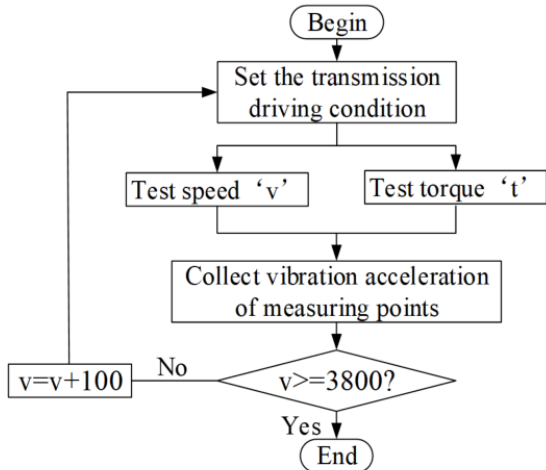 Begin
Set the transmission
driving condition
Test speed ‘v’
Test torque ‘t’
Collect vibration acceleration
of measuring points
v=v+100
No
v>=3800?
Yes
End